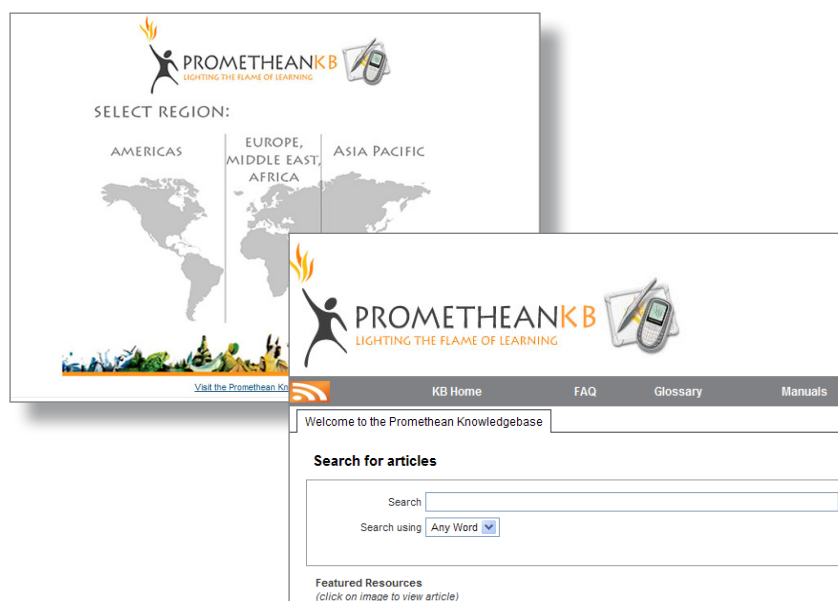 PROMETHEANKB
LIGHTING THE FLAME OF LEARNING
SELECT REGION:
AMERICAS
EUROPE,
MIDDLE EAST,
AFRICA
ASIA PACIFIC
Visit the Promethean Kn
PROMETHEANKB
LIGHTING THE FLAME OF LEARNING
KB Home FAQ Glossary Manuals
Welcome to the Promethean Knowledgebase
Search for articles
Search
Search using Any Word
Featured Resources
(click on image to view article)